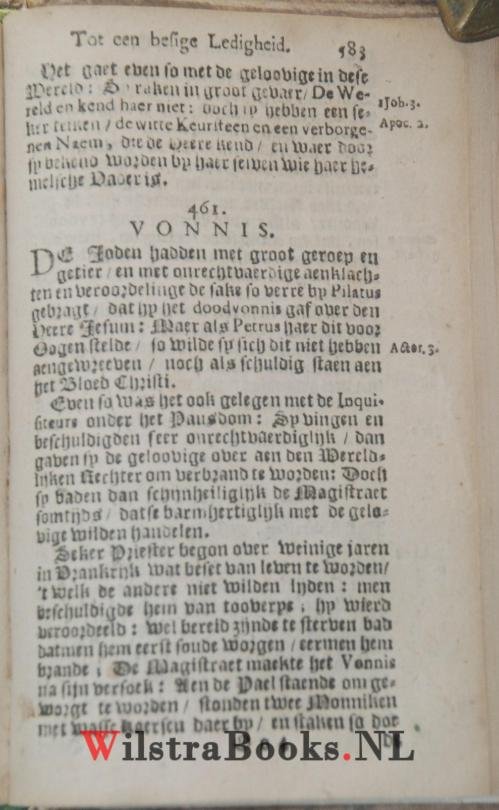 Tot een besige Ledigheid. 583
Het gaet even so met de geloovige in dese
Wereld: Sy raken in groot gevaer / De We-
reld en kend haer niet: doch sy hebben een se-
ker teiken / de witte Keursteen en een verborge-
nen Naem, die de Heere kend / en waer door
sy bekend worden by haer selven wie haer he-
melsche Vader is.
1 Joh. 3.
Apoc. 2.
461.
VONNIS.
DE Joden hadden met groot geroep en
getier / en met onrechtvaerdige aenklach-
ten en veroordelinge de sake so verre by Pilatus
gebragt / dat hy het doodvonnis gaf over den
Heere Jesum: Maer als Petrus haer dit voor
Oogen stelde / so wilde sy sich dit niet hebben
aengewreeven / noch als schuldig staen aen
het Bloed Christi.
Actor. 3.
Even so was het ook gelegen met de Inqui-
siteurs onder het Pausdom: Sy vingen en
beschuldigden seer onrechtvaerdiglyk / dan
gaven sy de geloovige over aen den Wereld-
lyken Rechter om verbrand te worden: Doch
sy baden dan schynheiliglyk de Magistraet
somtyds / datse barmhertiglyk met de gelo-
vige wilden handelen.
Seker Priester begon over weinige jaren
in Vrankryk wat beset van leven te worden /
't welk de andere niet wilden lyden: men
beschuldigde hem van tooverye, hy wierd
veroordeeld: wel bereid zijnde te sterven bad
datmen hem eerst soude worgen / eermen hem
brande, De Magistraet maekte het Vonnis
na sijn versoek: Aen de Pael staende om ge-
worgt te worden / stonden twee Monniken
met wasse kaersen daer by / en staken so dor
WilstraBooks.NL